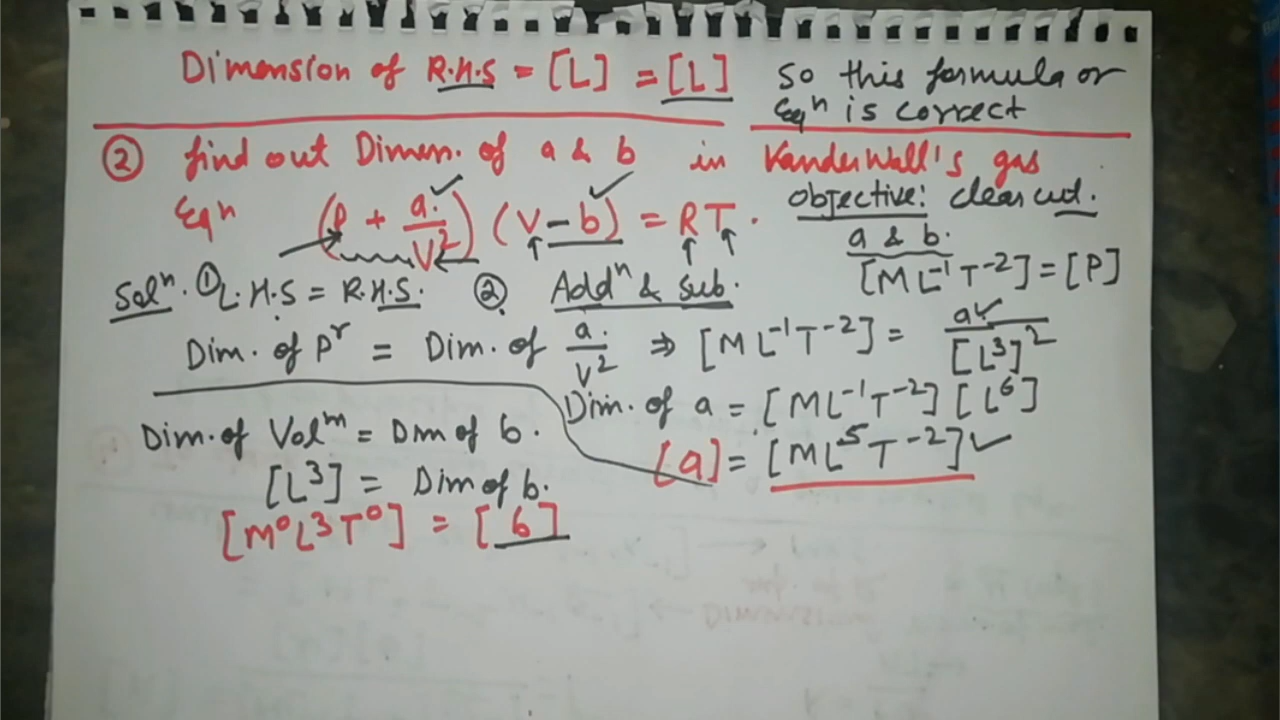 Dimension of R.H.S = [L] = [L] So this formula or
Eqⁿ is correct
② find out Dimen. of a & b in Vanderwall's gas
Eqⁿ (P + a/V²) (V - b) = RT. Objective: clear cut.
a & b.
[ML⁻¹T⁻²] = [P]
Solⁿ. ① L.H.S = R.H.S. ② Addⁿ & Sub.
Dim. of Pʳ = Dim. of a/V² ⇒ [ML⁻¹T⁻²] = a/[L³]²
Dim. of a = [ML⁻¹T⁻²] [L⁶]
[a] = [ML⁵T⁻²]
Dim. of Volᵐ = Dm of b.
[L³] = Dim of b.
[M⁰L³T⁰] = [b]